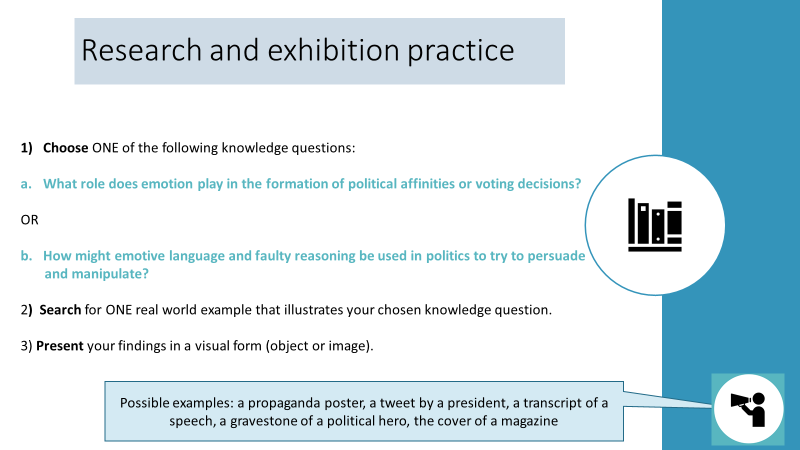 Research and exhibition practice
1) Choose ONE of the following knowledge questions:
a. What role does emotion play in the formation of political affinities or voting decisions?
OR
b. How might emotive language and faulty reasoning be used in politics to try to persuade
and manipulate?
2) Search for ONE real world example that illustrates your chosen knowledge question.
3) Present your findings in a visual form (object or image).
Possible examples: a propaganda poster, a tweet by a president, a transcript of a
speech, a gravestone of a political hero, the cover of a magazine